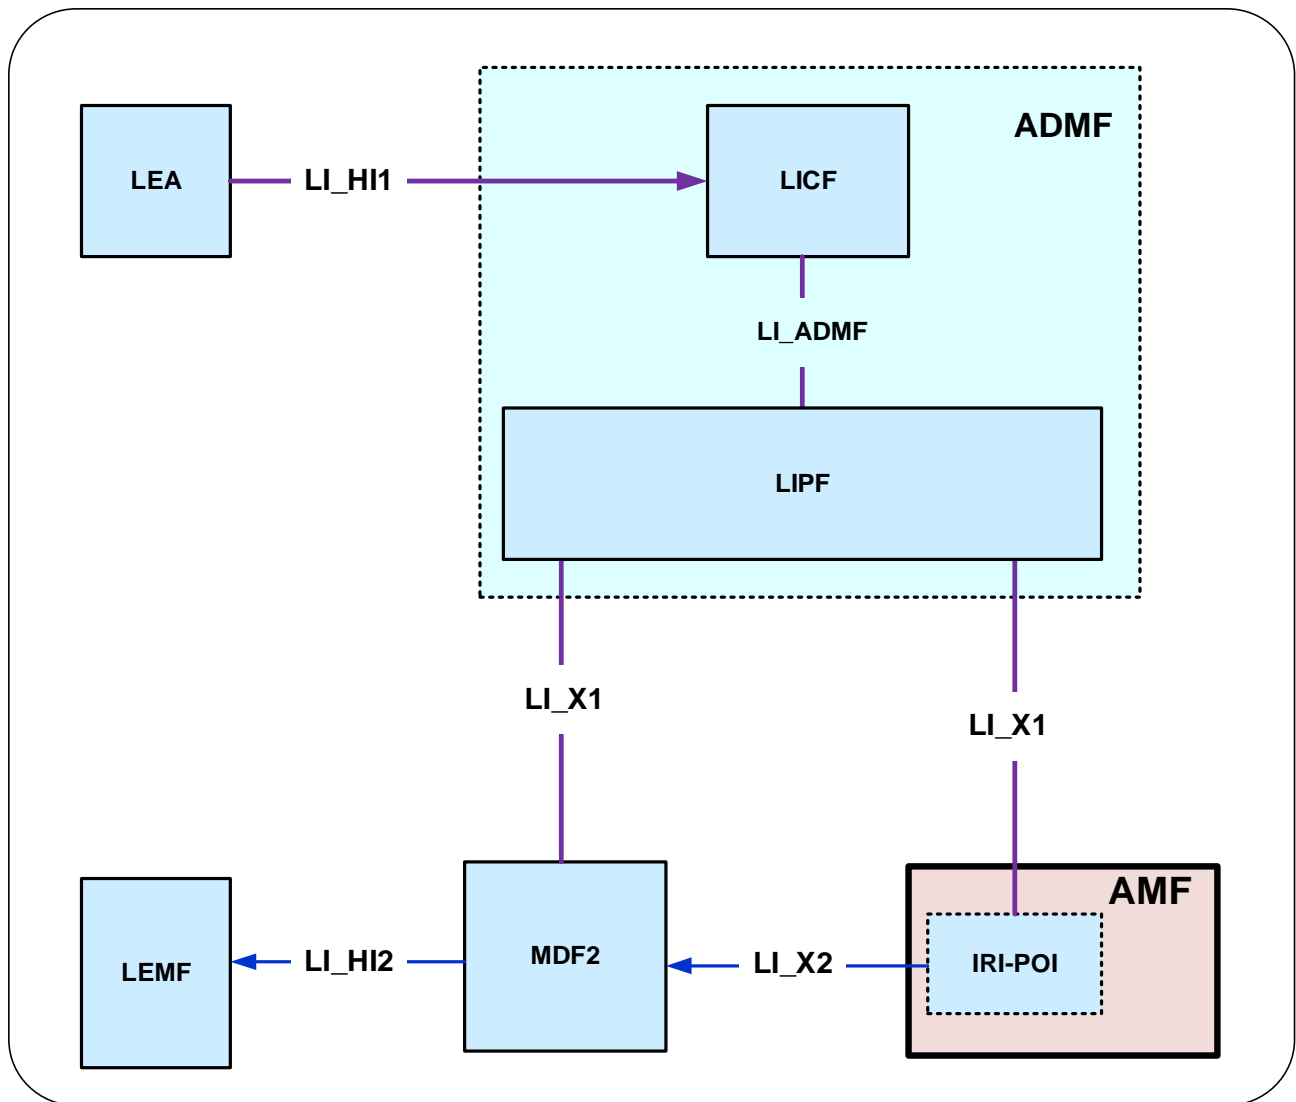 ADMF
LEA
LI_HI1
LICF
LI_ADMF
LIPF
LI_X1
LI_X1
AMF
LEMF
LI_HI2
MDF2
LI_X2
IRI-POI